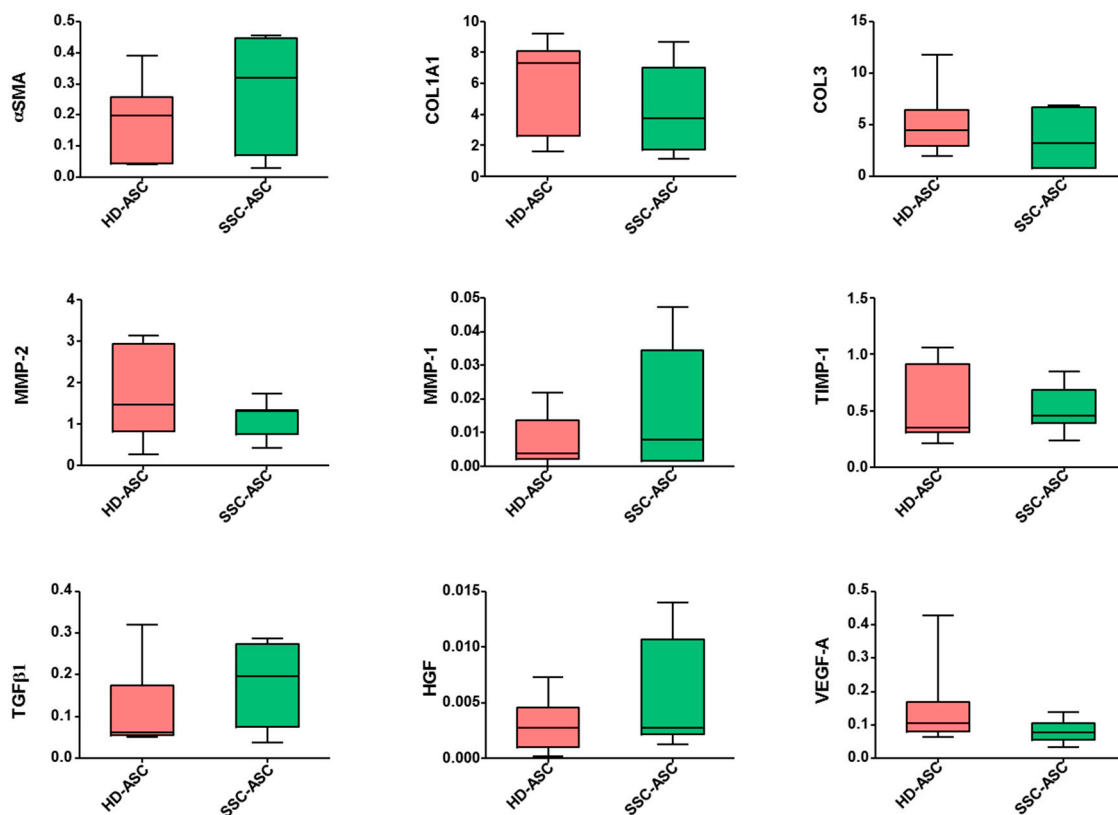 αSMA
0.5
0.4
0.3
0.2
0.1
0.0
HD-ASC
SSC-ASC
COL1A1
10
8
6
4
2
0
HD-ASC
SSC-ASC
COL3
15
10
5
0
HD-ASC
SSC-ASC
MMP-2
4
3
2
1
0
HD-ASC
SSC-ASC
MMP-1
0.05
0.04
0.03
0.02
0.01
0.00
HD-ASC
SSC-ASC
TIMP-1
1.5
1.0
0.5
0.0
HD-ASC
SSC-ASC
TGFβ1
0.4
0.3
0.2
0.1
0.0
HD-ASC
SSC-ASC
HGF
0.015
0.010
0.005
0.000
HD-ASC
SSC-ASC
VEGF-A
0.5
0.4
0.3
0.2
0.1
0.0
HD-ASC
SSC-ASC